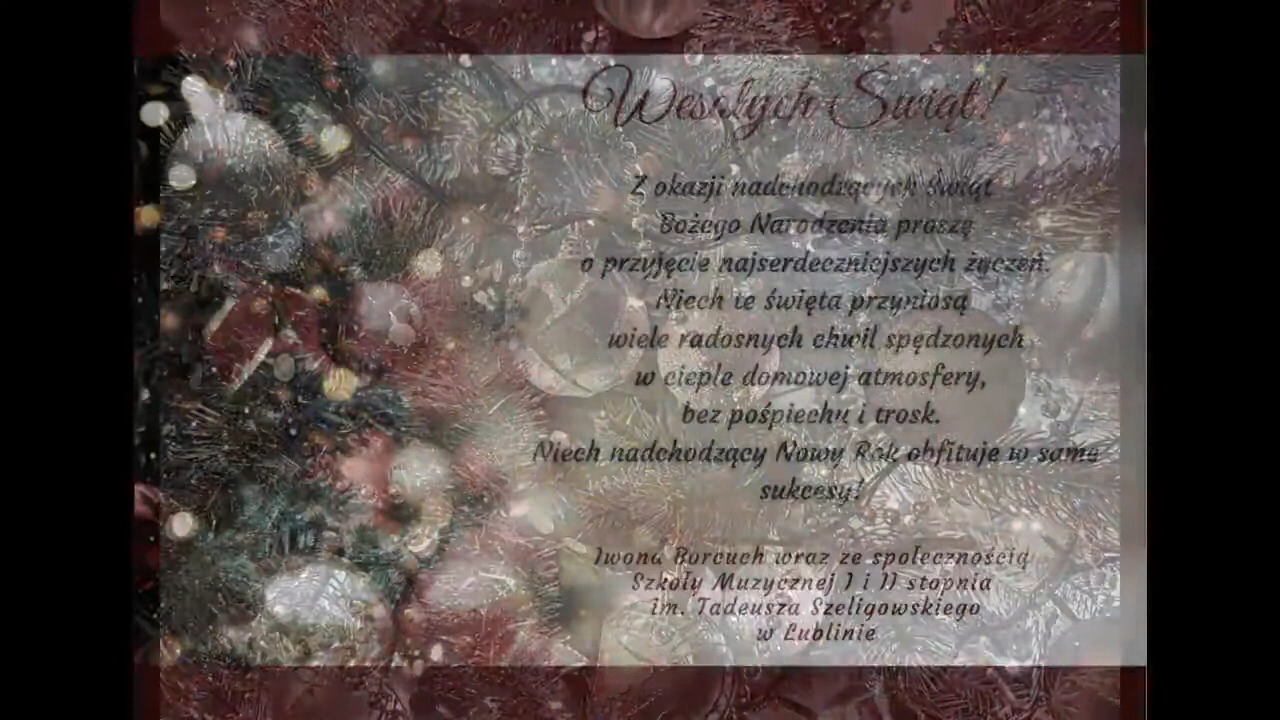 Wesołych Świąt!
Z okazji nadchodzących świąt
Bożego Narodzenia proszę
o przyjęcie najserdeczniejszych życzeń.
Niech te święta przyniosą
wiele radosnych chwil spędzonych
w cieple domowej atmosfery,
bez pośpiechu i trosk.
Niech nadchodzący Nowy Rok obfituje w same
sukcesy!
Iwona Borcuch wraz ze społecznością
Szkoły Muzycznej I i II stopnia
im. Tadeusza Szeligowskiego
w Lublinie